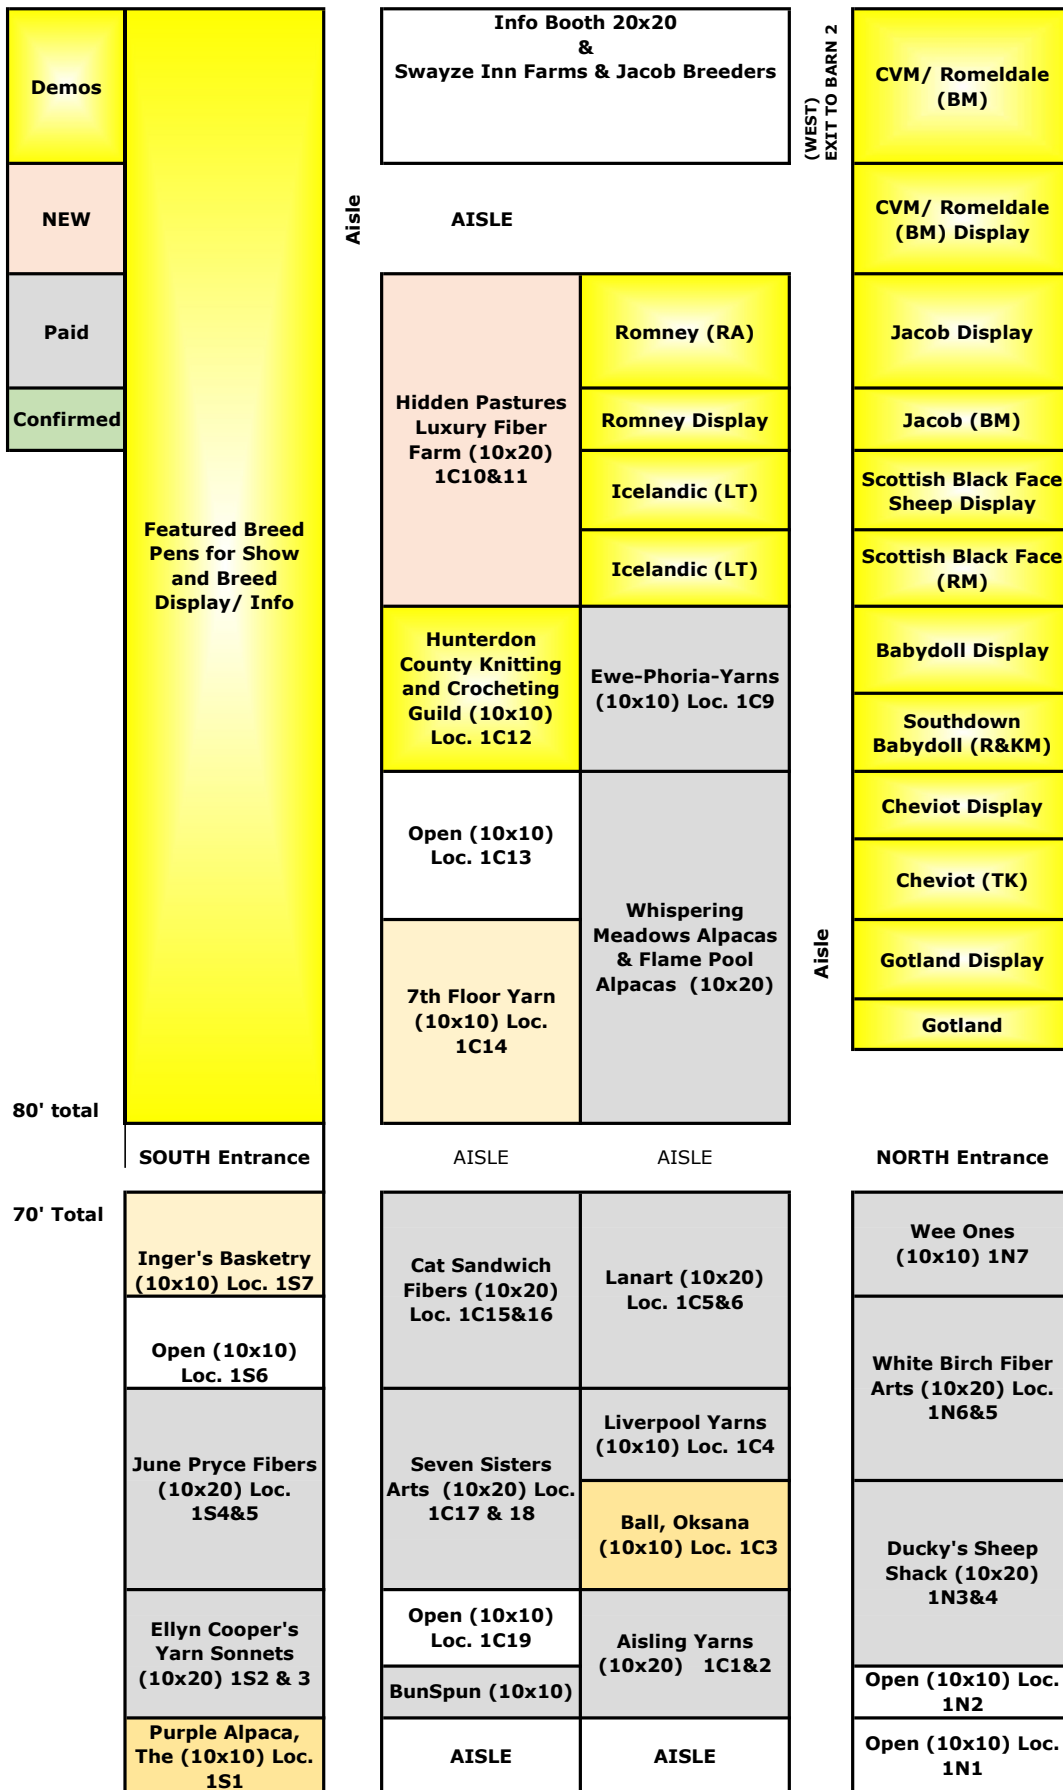 Demos
NEW
Paid
Confirmed
Featured Breed
Pens for Show
and Breed
Display/ Info
80' total
SOUTH Entrance
70' Total
Inger's Basketry
(10x10) Loc. 1S7
Open (10x10)
Loc. 1S6
June Pryce Fibers
(10x20) Loc.
1S4&5
Ellyn Cooper's
Yarn Sonnets
(10x20) 1S2 & 3
Purple Alpaca,
The (10x10) Loc.
1S1
Aisle
Info Booth 20x20
&
Swayze Inn Farms & Jacob Breeders
AISLE
Hidden Pastures
Luxury Fiber
Farm (10x20)
1C10&11
Hunterdon
County Knitting
and Crocheting
Guild (10x10)
Loc. 1C12
Open (10x10)
Loc. 1C13
7th Floor Yarn
(10x10) Loc.
1C14
AISLE
Cat Sandwich
Fibers (10x20)
Loc. 1C15&16
Seven Sisters
Arts  (10x20) Loc.
1C17 & 18
Open (10x10)
Loc. 1C19
BunSpun (10x10)
AISLE
Romney (RA)
Romney Display
Icelandic (LT)
Icelandic (LT)
Ewe-Phoria-Yarns
(10x10) Loc. 1C9
Whispering
Meadows Alpacas
& Flame Pool
Alpacas  (10x20)
AISLE
Lanart (10x20)
Loc. 1C5&6
Liverpool Yarns
(10x10) Loc. 1C4
Ball, Oksana
(10x10) Loc. 1C3
Aisling Yarns
(10x20)   1C1&2
AISLE
(WEST)
EXIT TO BARN 2
Aisle
CVM/ Romeldale
(BM)
CVM/ Romeldale
(BM) Display
Jacob Display
Jacob (BM)
Scottish Black Face
Sheep Display
Scottish Black Face
(RM)
Babydoll Display
Southdown
Babydoll (R&KM)
Cheviot Display
Cheviot (TK)
Gotland Display
Gotland
NORTH Entrance
Wee Ones
(10x10) 1N7
White Birch Fiber
Arts (10x20) Loc.
1N6&5
Ducky's Sheep
Shack (10x20)
1N3&4
Open (10x10) Loc.
1N2
Open (10x10) Loc.
1N1